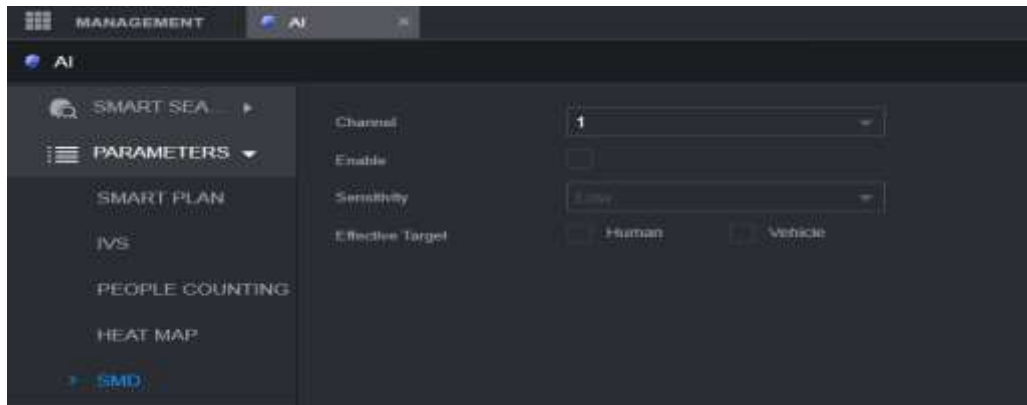 MANAGEMENT
AI
AI
SMART SEA...
PARAMETERS
SMART PLAN
IVS
PEOPLE COUNTING
HEAT MAP
SMD
Channel 1
Enable
Sensitivity
Effective Target Human Vehicle